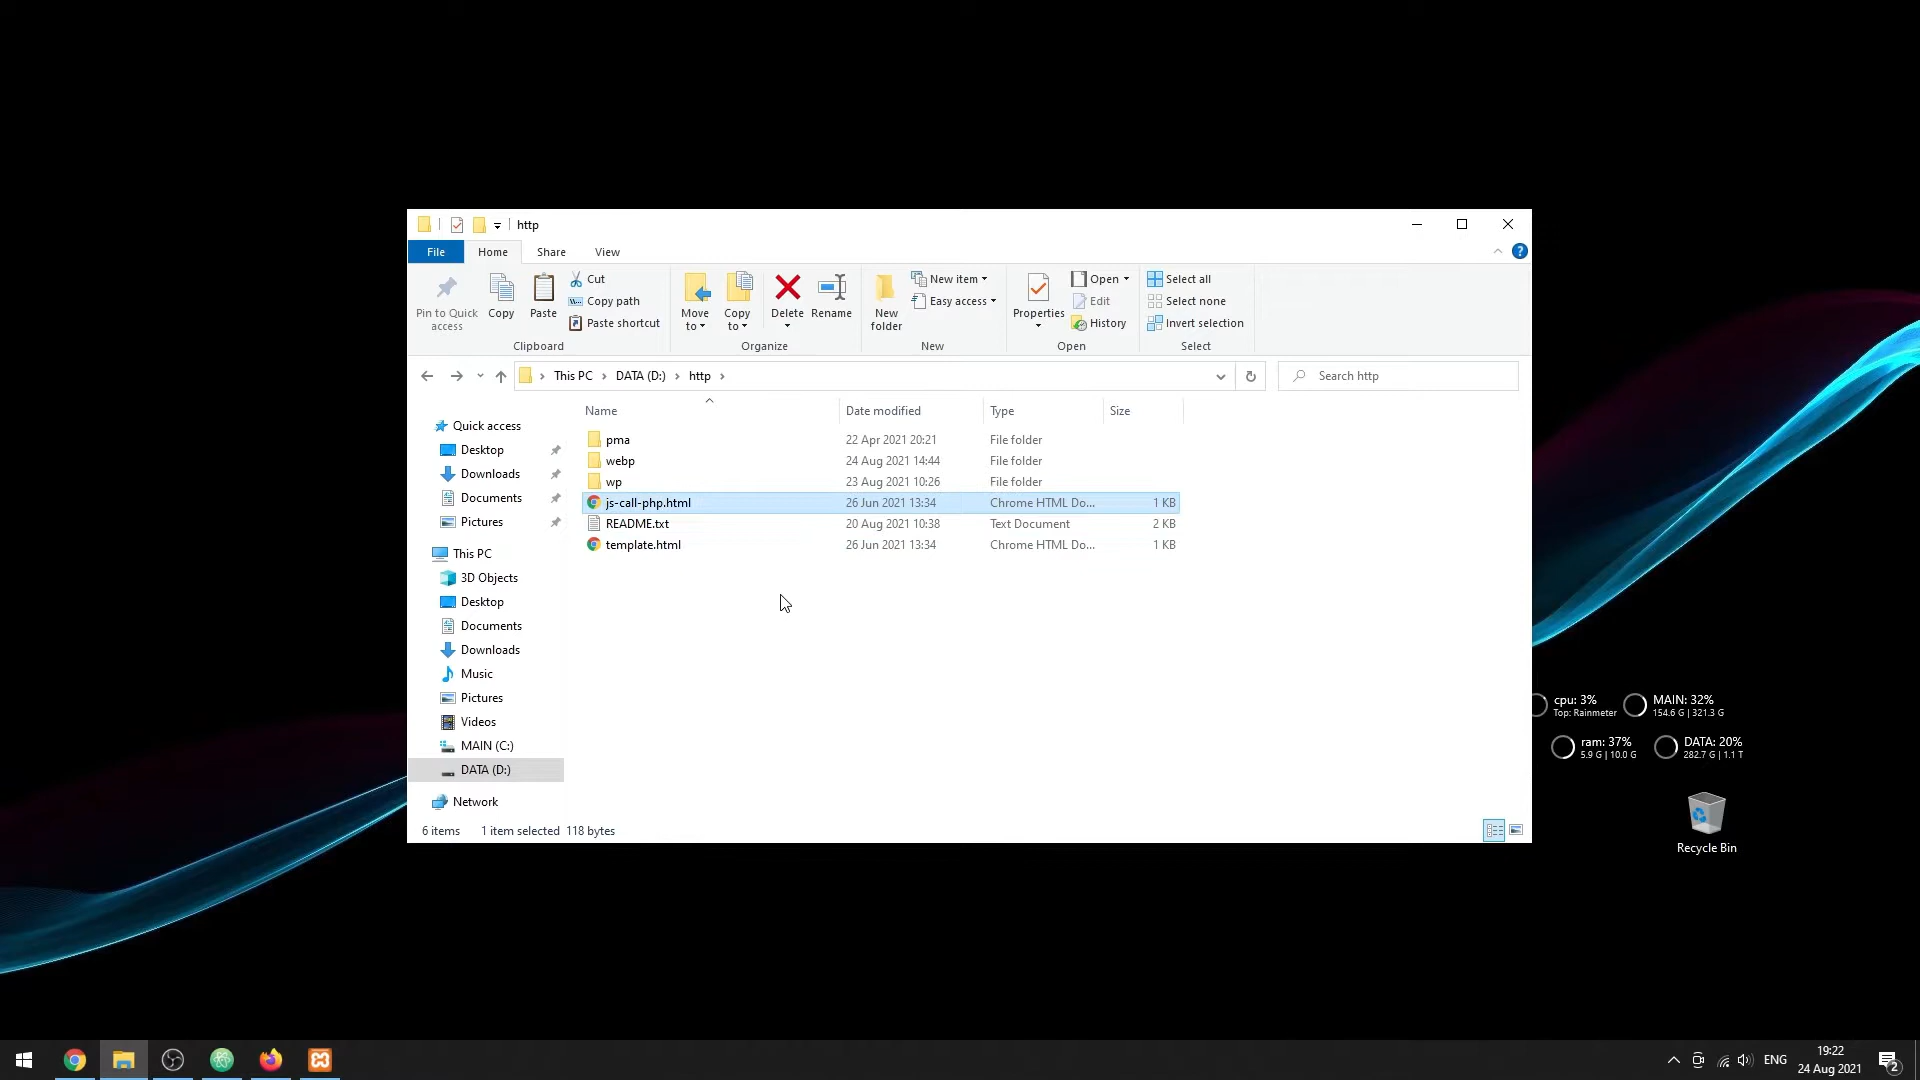 http
File
Home
Share
View
Pin to Quick
access
Copy
Paste
Cut
Copy path
Paste shortcut
Clipboard
Move
to
Copy
to
Delete
Rename
Organize
New
folder
New item
Easy access
New
Properties
Open
Edit
History
Open
Select all
Select none
Invert selection
Select
This PC
DATA (D:)
http
Search http
Name
Date modified
Type
Size
pma 22 Apr 2021 20:21 File folder
webp 24 Aug 2021 14:44 File folder
wp 23 Aug 2021 10:26 File folder
js-call-php.html 26 Jun 2021 13:34 Chrome HTML Do... 1 KB
README.txt 20 Aug 2021 10:38 Text Document 2 KB
template.html 26 Jun 2021 13:34 Chrome HTML Do... 1 KB
Quick access
Desktop
Downloads
Documents
Pictures
This PC
3D Objects
Desktop
Documents
Downloads
Music
Pictures
Videos
MAIN (C:)
DATA (D:)
Network
6 items 1 item selected 118 bytes
cpu: 3%
Top: Rainmeter
MAIN: 32%
154.6 G | 321.3 G
ram: 37%
5.9 G | 10.0 G
DATA: 20%
282.7 G | 1.1 T
Recycle Bin
ENG
19:22
24 Aug 2021
2